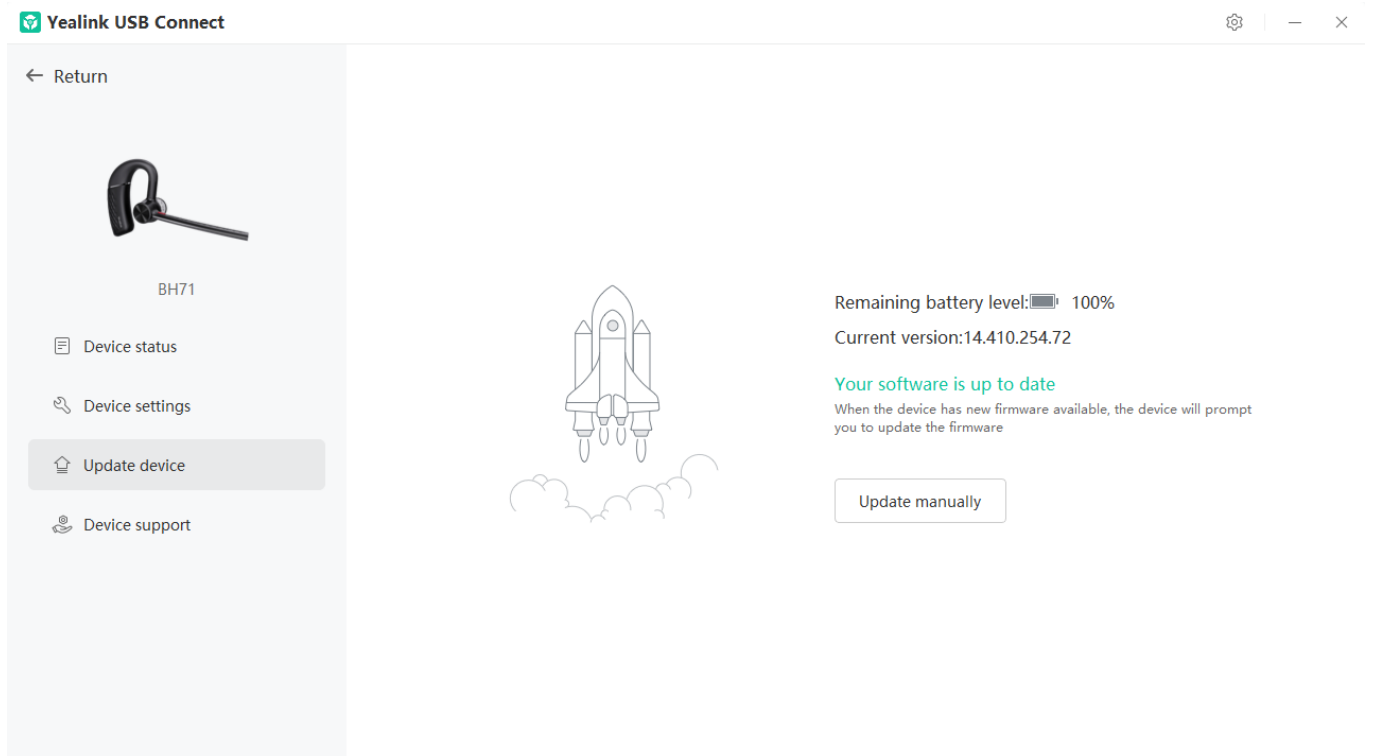 Yealink USB Connect
Return
BH71
Device status
Device settings
Update device
Device support
Remaining battery level: 100%
Current version:14.410.254.72
Your software is up to date
When the device has new firmware available, the device will prompt
you to update the firmware
Update manually